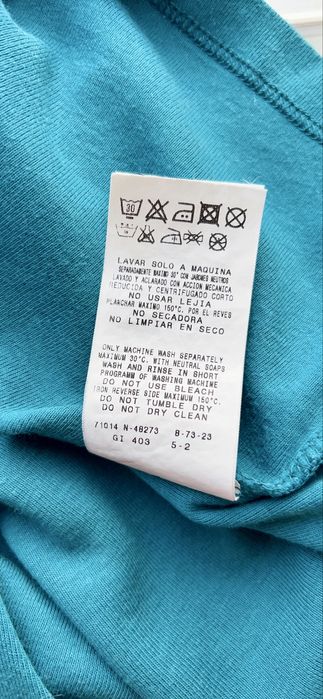 30
LAVAR SOLO A MAQUINA
SEPARADAMENTE MAXIMO 30° CON JABONES NEUTROS
LAVADO Y ACLARADO CON ACCION MECANICA
REDUCIDA Y CENTRIFUGADO CORTO
NO USAR LEJIA
PLANCHAR MAXIMO 150°C. POR EL REVES
NO SECADORA
NO LIMPIAR EN SECO
ONLY MACHINE WASH SEPARATELY
MAXIMUM 30°C. WITH NEUTRAL SOAPS
WASH AND RINSE IN SHORT
PROGRAMM OF WASHING MACHINE
DO NOT USE BLEACH
IRON REVERSE SIDE MAXIMUM 150°C.
DO NOT TUMBLE DRY
DO NOT DRY CLEAN
71014 N-48273 B-73-23
GI 403 5-2